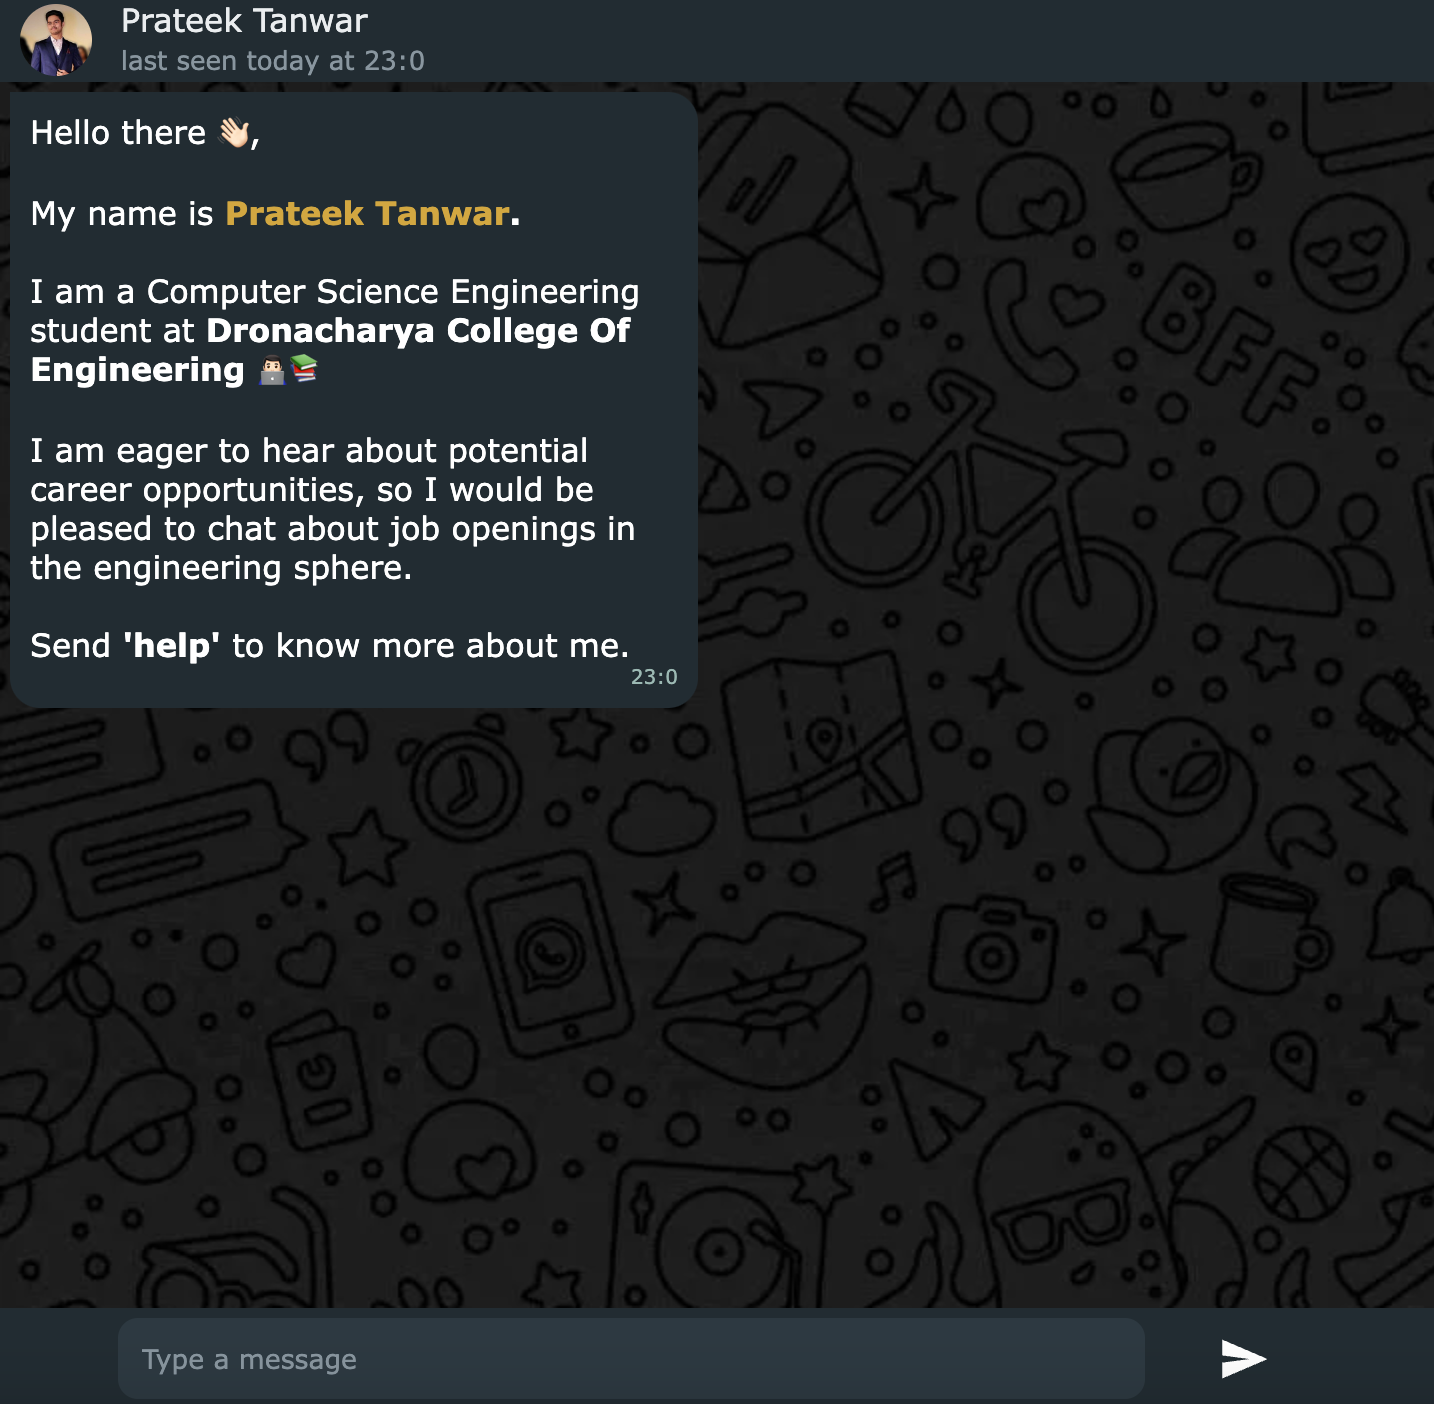 Prateek Tanwar
last seen today at 23:0
Hello there 👋🏻,
My name is Prateek Tanwar.
I am a Computer Science Engineering
student at Dronacharya College Of
Engineering 👨🏻‍💻📚
I am eager to hear about potential
career opportunities, so I would be
pleased to chat about job openings in
the engineering sphere.
Send 'help' to know more about me.
23:0
BFF
Type a message